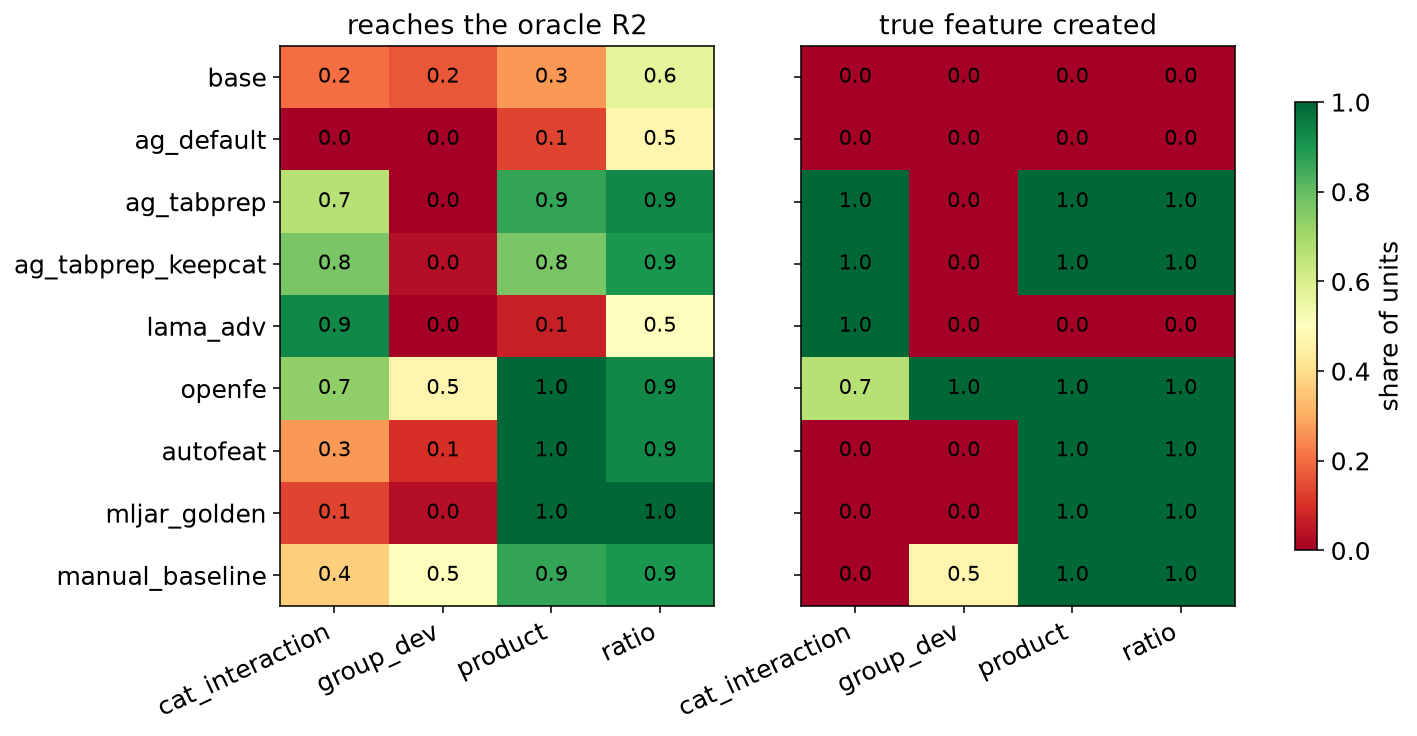 reaches the oracle R2
true feature created
base 0.2 0.2 0.3 0.6 0.0 0.0 0.0 0.0
ag_default 0.0 0.0 0.1 0.5 0.0 0.0 0.0 0.0
ag_tabprep 0.7 0.0 0.9 0.9 1.0 0.0 1.0 1.0
ag_tabprep_keepcat 0.8 0.0 0.8 0.9 1.0 0.0 1.0 1.0
lama_adv 0.9 0.0 0.1 0.5 1.0 0.0 0.0 0.0
openfe 0.7 0.5 1.0 0.9 0.7 1.0 1.0 1.0
autofeat 0.3 0.1 1.0 0.9 0.0 0.0 1.0 1.0
mljar_golden 0.1 0.0 1.0 1.0 0.0 0.0 1.0 1.0
manual_baseline 0.4 0.5 0.9 0.9 0.0 0.5 1.0 1.0
cat_interaction group_dev product ratio
cat_interaction group_dev product ratio
1.0
0.8
0.6
0.4
0.2
0.0
share of units